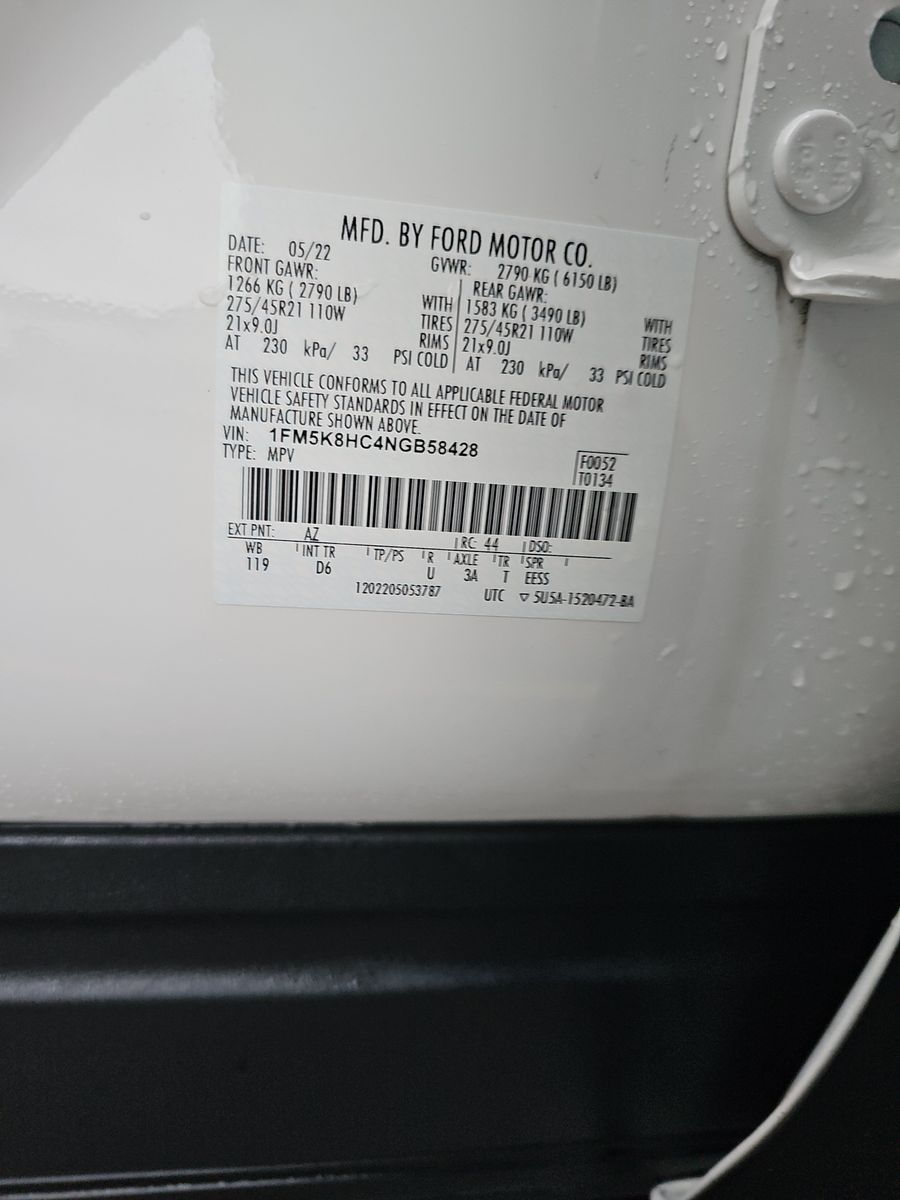 MFD. BY FORD MOTOR CO.
DATE: 05/22
GVWR: 2790 KG ( 6150 LB)
FRONT GAWR:
1266 KG ( 2790 LB) WITH
275/45R21 110W TIRES
21x9.0J RIMS
AT 230 kPa/ 33 PSI COLD
REAR GAWR:
1583 KG ( 3490 LB) WITH
275/45R21 110W TIRES
21x9.0J RIMS
AT 230 kPa/ 33 PSI COLD
THIS VEHICLE CONFORMS TO ALL APPLICABLE FEDERAL MOTOR
VEHICLE SAFETY STANDARDS IN EFFECT ON THE DATE OF
MANUFACTURE SHOWN ABOVE.
VIN: 1FM5K8HC4NGB58428
TYPE: MPV
F0052
T0134
EXT PNT: AZ RC: 44 DSO:
WB INT TR TP/PS R AXLE TR SPR
119 D6 U 3A T EESS
1202205053787 UTC ▽ 5U5A-1520472-BA